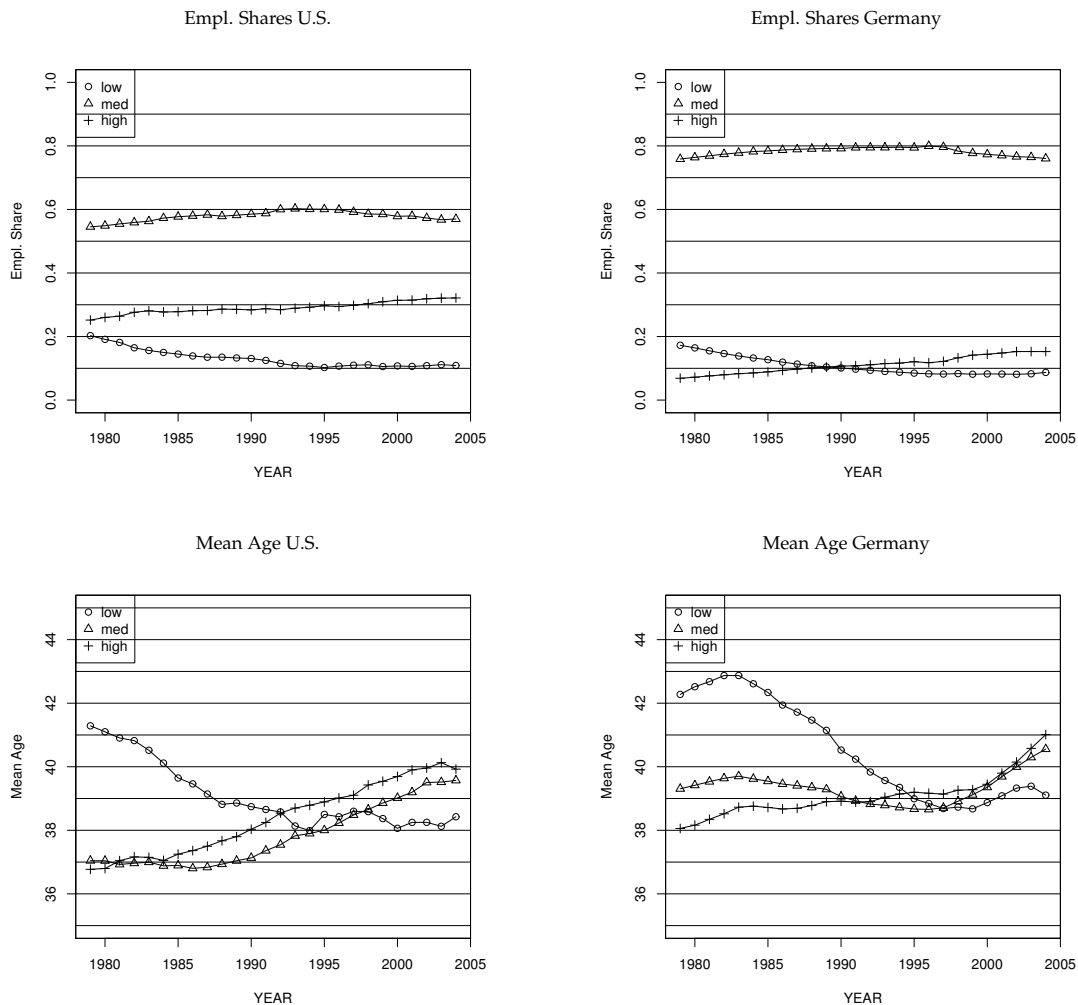 Empl. Shares U.S.
low
med
high
1.0
0.8
0.6
0.4
0.2
0.0
Empl. Share
1980 1985 1990 1995 2000 2005
YEAR
Empl. Shares Germany
low
med
high
1.0
0.8
0.6
0.4
0.2
0.0
Empl. Share
1980 1985 1990 1995 2000 2005
YEAR
Mean Age U.S.
low
med
high
44
42
40
38
36
Mean Age
1980 1985 1990 1995 2000 2005
YEAR
Mean Age Germany
low
med
high
44
42
40
38
36
Mean Age
1980 1985 1990 1995 2000 2005
YEAR